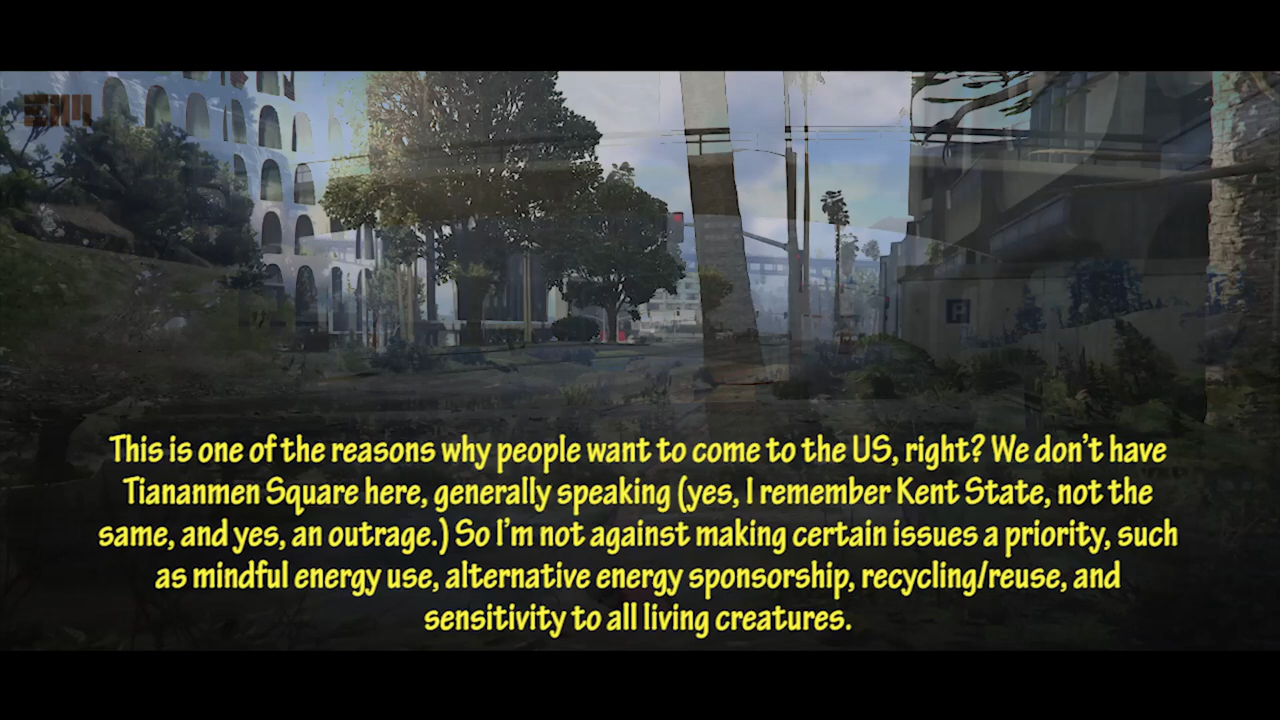 This is one of the reasons why people want to come to the US, right? We don't have
Tiananmen Square here, generally speaking (yes, I remember Kent State, not the
same, and yes, an outrage.) So I'm not against making certain issues a priority, such
as mindful energy use, alternative energy sponsorship, recycling/reuse, and
sensitivity to all living creatures.
P